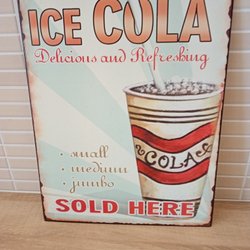 ICE COLA
Delicious and Refreshing
• small
• medium
• jumbo
COLA
SOLD HERE